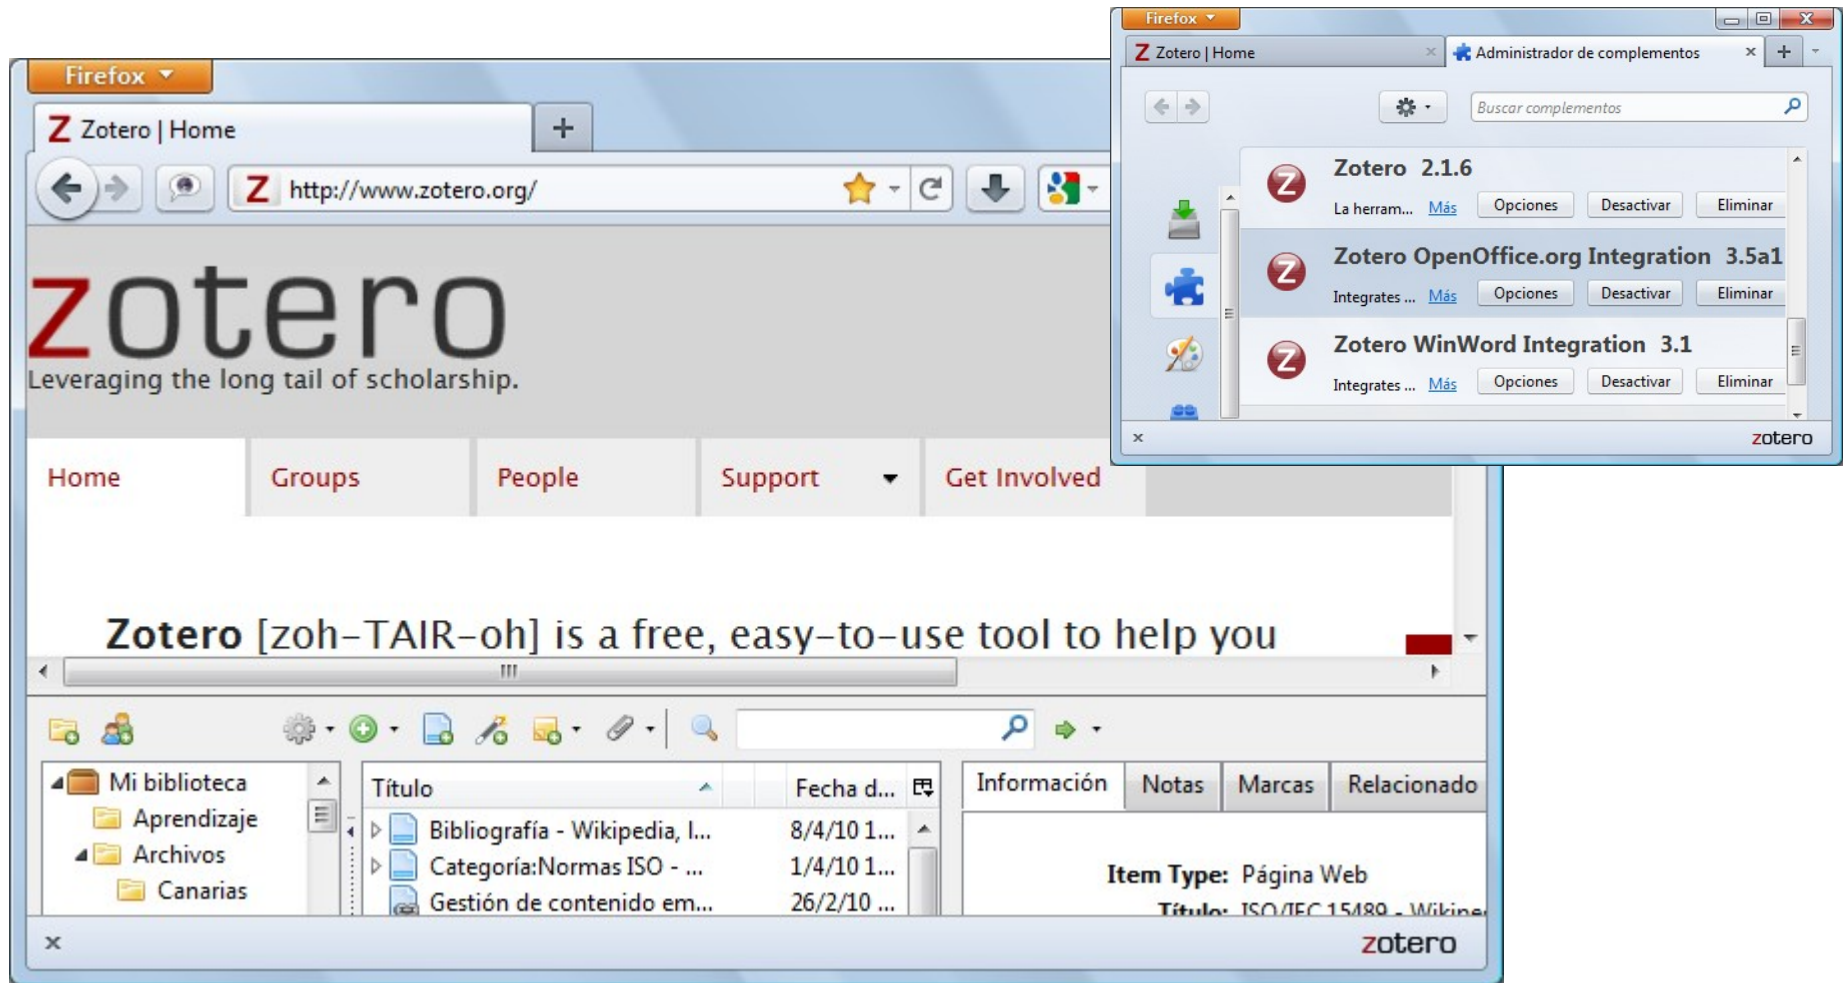 Firefox
Zotero | Home
http://www.zotero.org/
zotero
Leveraging the long tail of scholarship.
Home
Groups
People
Support
Get Involved
Zotero [zoh-TAIR-oh] is a free, easy-to-use tool to help you
Mi biblioteca
Aprendizaje
Archivos
Canarias
Título
Fecha d...
Bibliografía - Wikipedia, l...
8/4/10 1...
Categoría:Normas ISO - ...
1/4/10 1...
Gestión de contenido em...
26/2/10 ...
Información
Notas
Marcas
Relacionado
Item Type: Página Web
Título: ISO/IEC 15489 - Wikipe
zotero
Firefox
Zotero | Home
Administrador de complementos
Buscar complementos
Zotero 2.1.6
La herram... Más Opciones Desactivar Eliminar
Zotero OpenOffice.org Integration 3.5a1
Integrates ... Más Opciones Desactivar Eliminar
Zotero WinWord Integration 3.1
Integrates ... Más Opciones Desactivar Eliminar
zotero